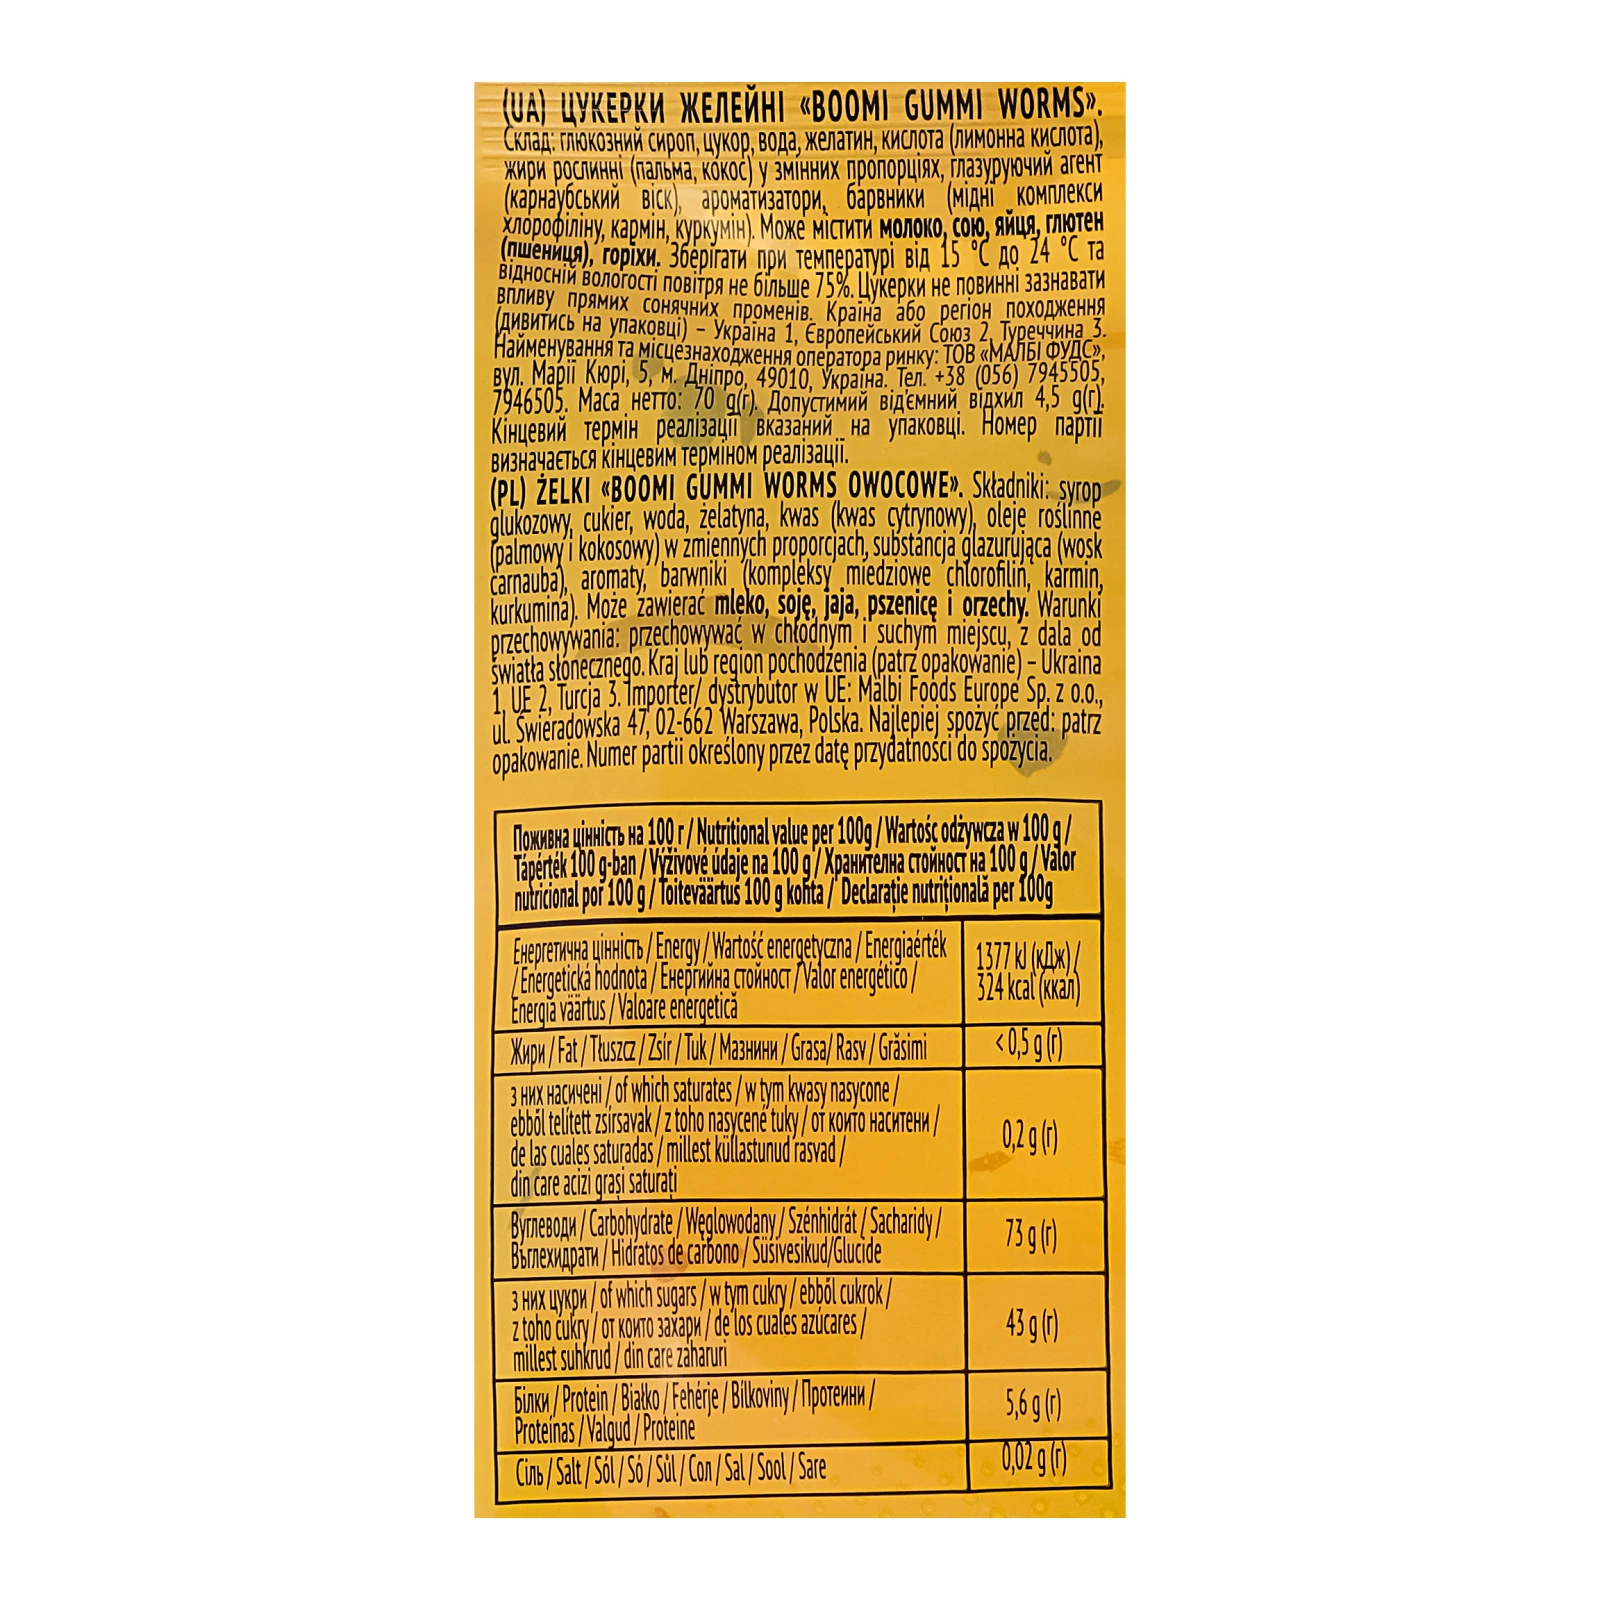 (UA) ЦУКЕРКИ ЖЕЛЕЙНІ «BOOMI GUMMI WORMS».
Склад: глюкозний сироп, цукор, вода, желатин, кислота (лимонна кислота),
жири рослинні (пальма, кокос) у змінних пропорціях, глазуруючий агент
(карнаубський віск), ароматизатори, барвники (мідні комплекси
хлорофіліну, кармін, куркумін). Може містити молоко, сою, яйця, глютен
(пшениця), горіхи. Зберігати при температурі від 15 °C до 24 °C та
відносній вологості повітря не більше 75%. Цукерки не повинні зазнавати
впливу прямих сонячних променів. Країна або регіон походження
(дивитись на упаковці) – Україна 1, Європейський Союз 2, Туреччина 3.
Найменування та місцезнаходження оператора ринку: ТОВ «МАЛБІ ФУДС»,
вул. Марії Кюрі, 5, м. Дніпро, 49010, Україна. Тел. +38 (056) 7945505,
7946505. Маса нетто: 70 g(г). Допустимий від'ємний відхил 4,5 g(г).
Кінцевий термін реалізації вказаний на упаковці. Номер партії
визначається кінцевим терміном реалізації.
(PL) ŻELKI «BOOMI GUMMI WORMS OWOCOWE». Składniki: syrop
glukozowy, cukier, woda, żelatyna, kwas (kwas cytrynowy), oleje roślinne
(palmowy i kokosowy) w zmiennych proporcjach, substancja glazurująca (wosk
carnauba), aromaty, barwniki (kompleksy miedziowe chlorofilin, karmin,
kurkumina). Może zawierać mleko, soję, jaja, pszenicę i orzechy. Warunki
przechowywania: przechowywać w chłodnym i suchym miejscu, z dala od
światła słonecznego. Kraj lub region pochodzenia (patrz opakowanie) – Ukraina
1, UE 2, Turcja 3. Importer/ dystrybutor w UE: Malbi Foods Europe Sp. z o.o.,
ul. Świeradowska 47, 02-662 Warszawa, Polska. Najlepiej spożyć przed: patrz
opakowanie. Numer partii określony przez datę przydatności do spożycia.
Поживна цінність на 100 г / Nutritional value per 100g / Wartośc odżywcza w 100 g /
Tápérték 100 g-ban / Výživové údaje na 100 g / Хранителна стойност на 100 g / Valor
nutricional por 100 g / Toiteväärtus 100 g kohta / Declarație nutrițională per 100g
Енергетична цінність / Energy / Wartość energetyczna / Energiaérték
/ Energetická hodnota / Енергийна стойност / Valor energético /
Energia väärtus / Valoare energetică
1377 kJ (кДж) /
324 kcal (ккал)
Жири / Fat / Tłuszcz / Zsír / Tuk / Мазнини / Grasa/ Rasv / Grăsimi
< 0,5 g (г)
з них насичені / of which saturates / w tym kwasy nasycone /
ebből telített zsírsavak / z toho nasycené tuky / от които наситени /
de las cuales saturadas / millest küllastunud rasvad /
din care acizi grași saturați
0,2 g (г)
Вуглеводи / Carbohydrate / Węglowodany / Szénhidrát / Sacharidy /
Въглехидрати / Hidratos de carbono / Süsivesikud/Glucide
73 g (г)
з них цукри / of which sugars / w tym cukry / ebből cukrok /
z toho cukry / от които захари / de los cuales azúcares /
millest suhkrud / din care zaharuri
43 g (г)
Білки / Protein / Białko / Fehérje / Bílkoviny / Протеини /
Proteínas / Valgud / Proteine
5,6 g (г)
Сіль / Salt / Sól / Só / Sůl / Сол / Sal / Sool / Sare
0,02 g (г)